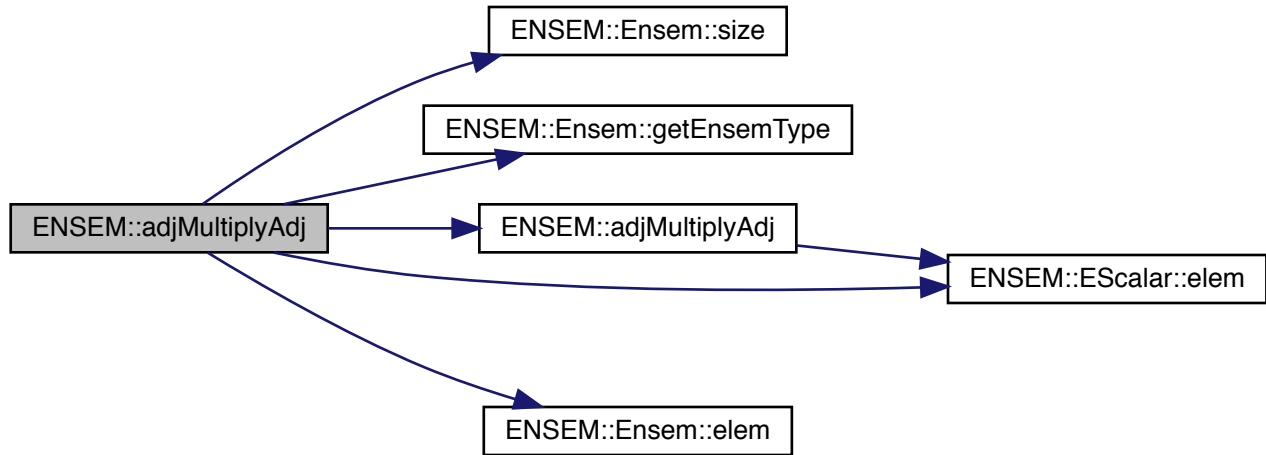 ENSEM::Ensem::size
ENSEM::Ensem::getEnsemType
ENSEM::adjMultiplyAdj
ENSEM::adjMultiplyAdj
ENSEM::EScalar::elem
ENSEM::Ensem::elem